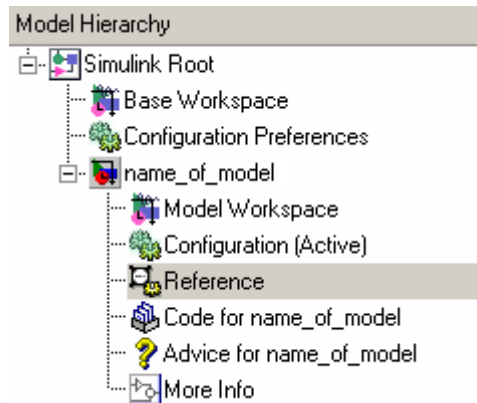 Model Hierarchy
Simulink Root
Base Workspace
Configuration Preferences
name_of_model
Model Workspace
Configuration (Active)
Reference
Code for name_of_model
Advice for name_of_model
More Info